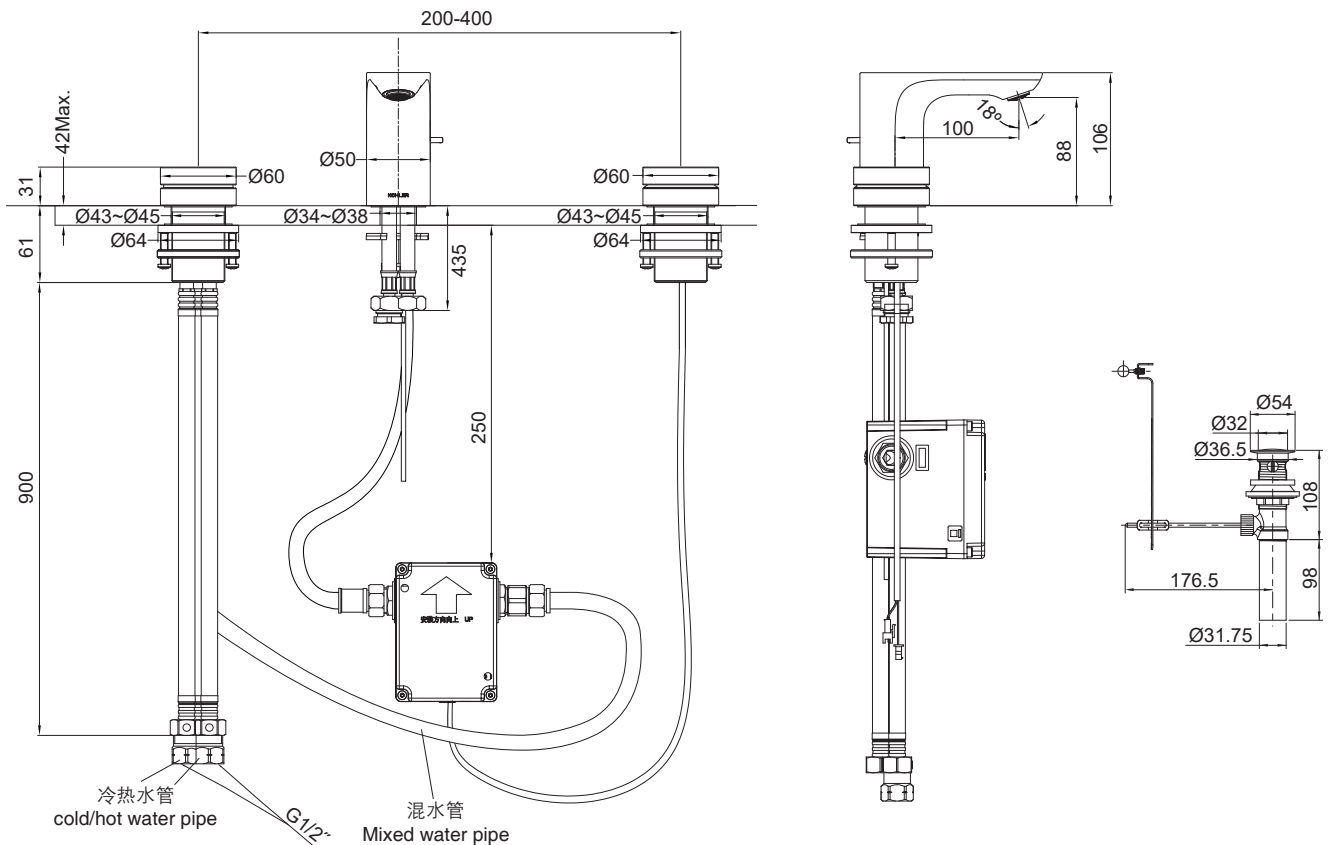 200-400
42Max.
31
61
900
Ø60
Ø43~Ø45
Ø64
Ø50
KOHLER
Ø34~Ø38
435
250
Ø60
Ø43~Ø45
Ø64
安装方向向上 UP
冷热水管
cold/hot water pipe
G1/2″
混水管
Mixed water pipe
18°
100
88
106
Ø54
Ø32
Ø36.5
108
98
176.5
Ø31.75